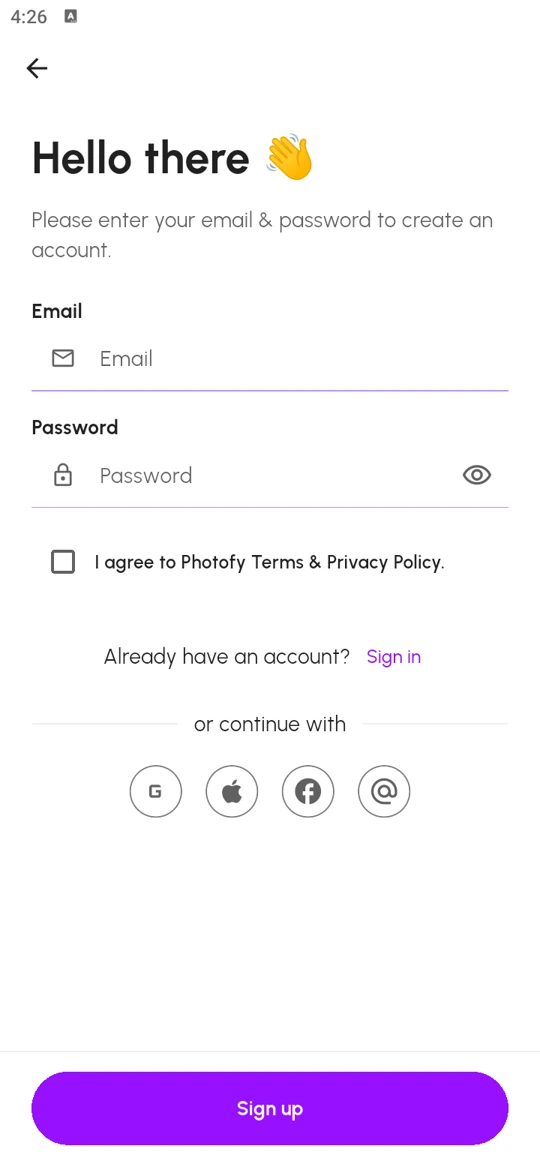 4:26
Hello there 👋
Please enter your email & password to create an
account.
Email
Email
Password
Password
I agree to Photofy Terms & Privacy Policy.
Already have an account? Sign in
or continue with
G
Sign up